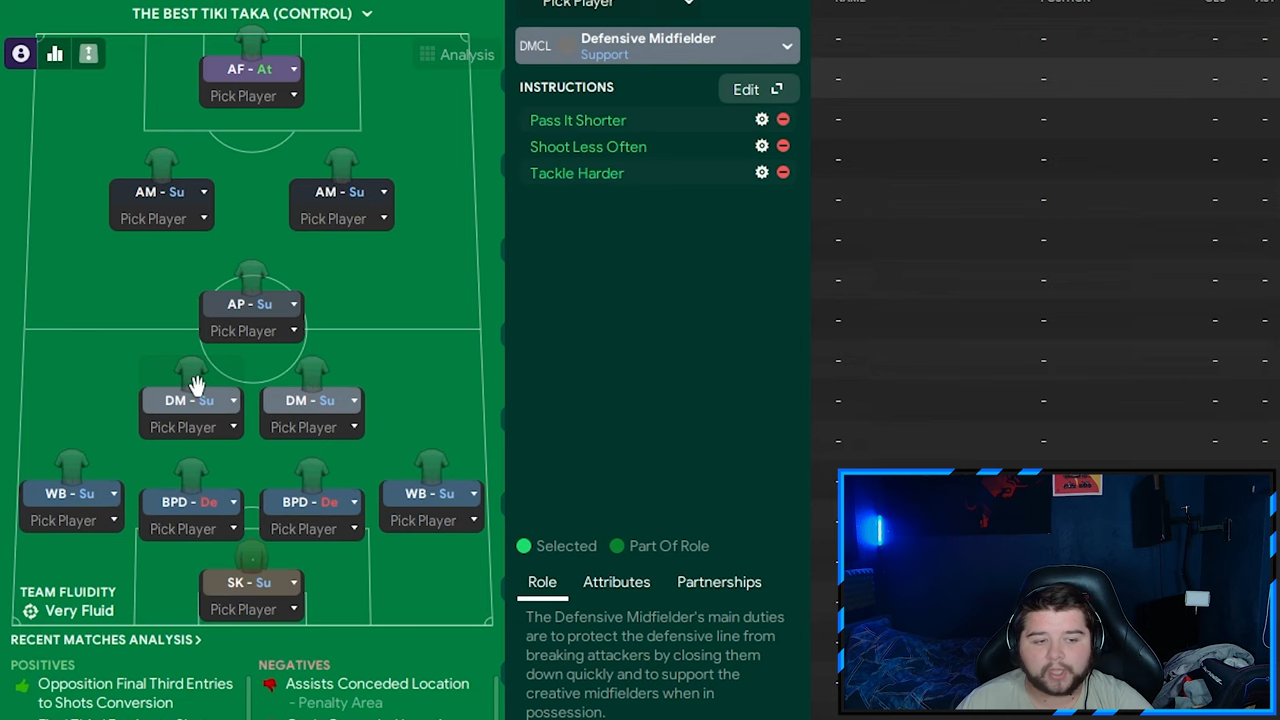 THE BEST TIKI TAKA (CONTROL)
Analysis
AF - At
Pick Player
AM - Su
Pick Player
AM - Su
Pick Player
AP - Su
Pick Player
DM - Su
Pick Player
DM - Su
Pick Player
WB - Su
Pick Player
BPD - De
Pick Player
BPD - De
Pick Player
WB - Su
Pick Player
SK - Su
Pick Player
TEAM FLUIDITY
Very Fluid
RECENT MATCHES ANALYSIS >
POSITIVES
Opposition Final Third Entries
to Shots Conversion
NEGATIVES
Assists Conceded Location
- Penalty Area
Pick Player
DMCL
Defensive Midfielder
Support
INSTRUCTIONS
Edit
Pass It Shorter
Shoot Less Often
Tackle Harder
Selected
Part Of Role
Role
Attributes
Partnerships
The Defensive Midfielder's main duties
are to protect the defensive line from
breaking attackers by closing them
down quickly and to support the
creative midfielders when in
possession.